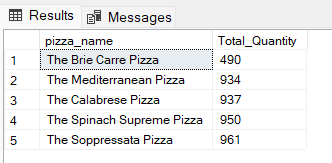 Results Messages
pizza_name Total_Quantity
1 The Brie Carre Pizza 490
2 The Mediterranean Pizza 934
3 The Calabrese Pizza 937
4 The Spinach Supreme Pizza 950
5 The Soppressata Pizza 961